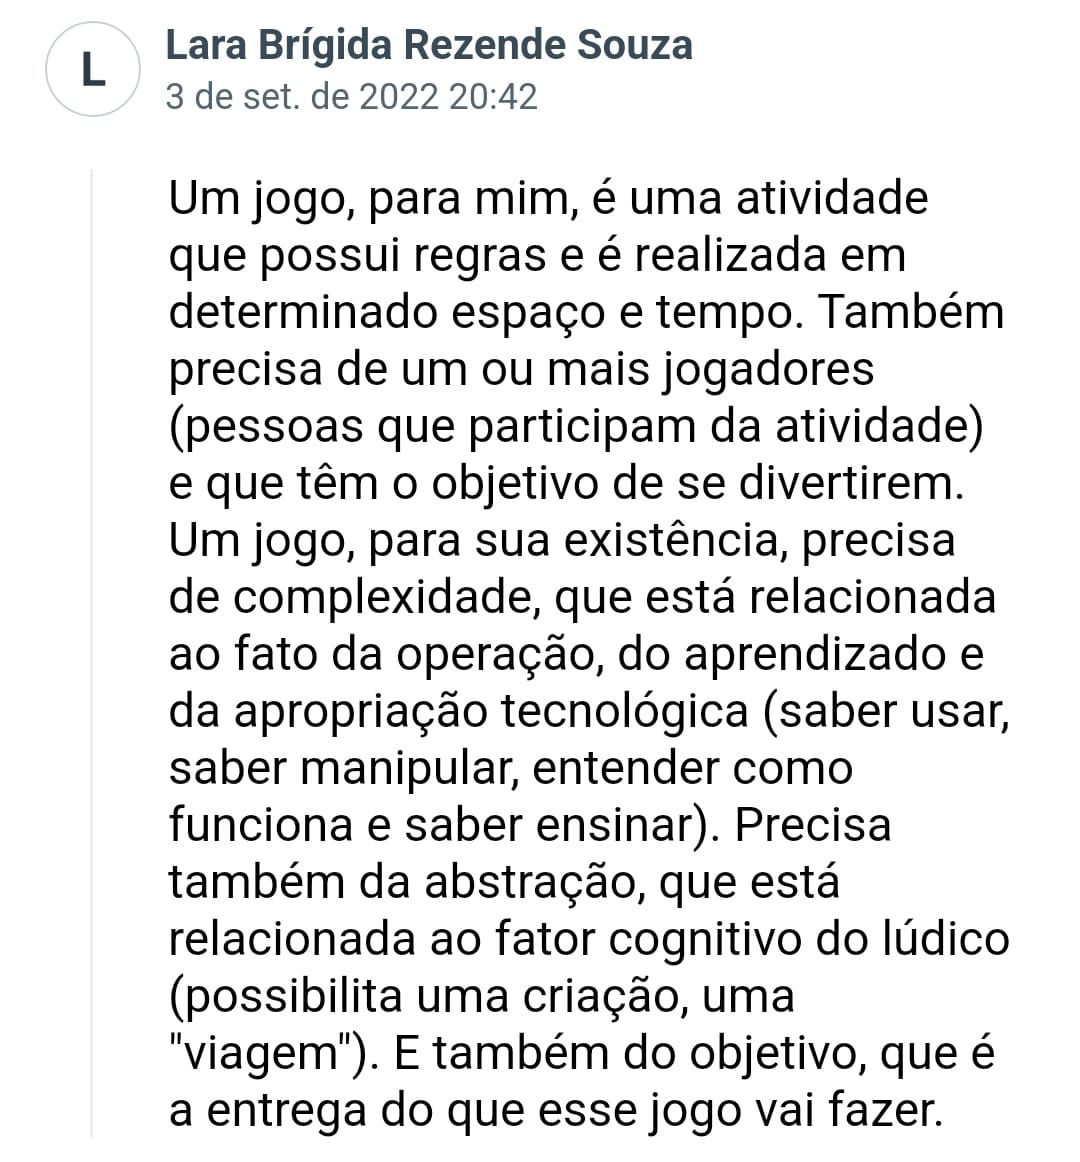 L
Lara Brígida Rezende Souza
3 de set. de 2022 20:42
Um jogo, para mim, é uma atividade
que possui regras e é realizada em
determinado espaço e tempo. Também
precisa de um ou mais jogadores
(pessoas que participam da atividade)
e que têm o objetivo de se divertirem.
Um jogo, para sua existência, precisa
de complexidade, que está relacionada
ao fato da operação, do aprendizado e
da apropriação tecnológica (saber usar,
saber manipular, entender como
funciona e saber ensinar). Precisa
também da abstração, que está
relacionada ao fator cognitivo do lúdico
(possibilita uma criação, uma
"viagem"). E também do objetivo, que é
a entrega do que esse jogo vai fazer.